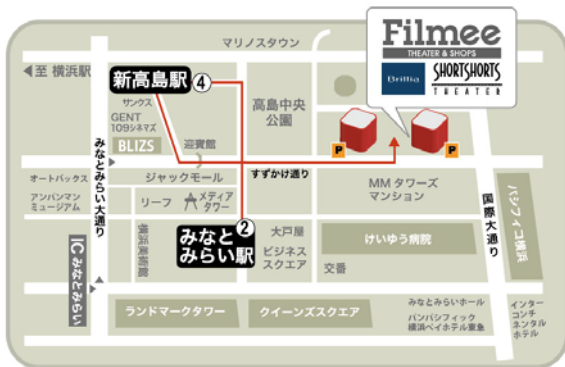 Filmee
THEATER & SHOPS
Brillia
SHORTSHORTS
THEATER
マリノスタウン
至 横浜駅
新高島駅
4
サンクス
GENT
109シネマズ
BLIZS
迎賓館
高島中央
公園
P
P
みなとみらい大通り
すずかけ通り
オートバックス
アンパンマン
ミュージアム
ジャックモール
リーフ
メディア
タワー
MMタワーズ
マンション
国際大通り
パシフィコ横浜
2
みなと
みらい駅
横浜美術館
大戸屋
ビジネス
スクエア
けいゆう病院
交番
IC みなとみらい
ランドマークタワー
クイーンズスクエア
みなとみらいホール
パンパシフィック
横浜ベイホテル東急
インター
コンチ
ネンタル
ホテル